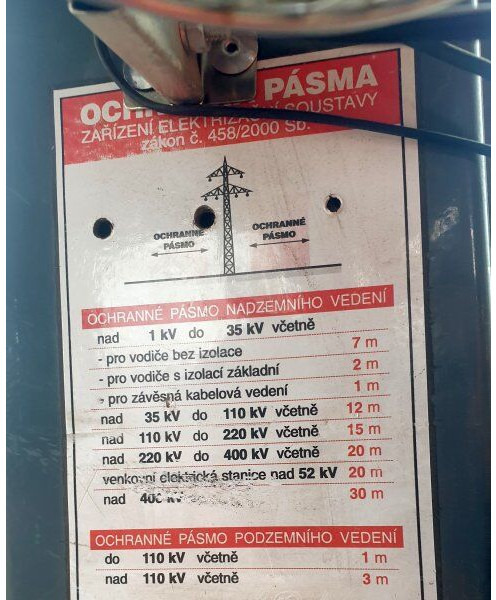 PÁSMA
ZAŘÍZENÍ ELEKTRIZAČNÍ SOUSTAVY
zákon č. 458/2000 Sb.
OCHRANNÉ PÁSMO
OCHRANNÉ PÁSMO
OCHRANNÉ PÁSMO NADZEMNÍHO VEDENÍ
nad 1 kV do 35 kV včetně
- pro vodiče bez izolace 7 m
- pro vodiče s izolací základní 2 m
- pro závěsná kabelová vedení 1 m
nad 35 kV do 110 kV včetně 12 m
nad 110 kV do 220 kV včetně 15 m
nad 220 kV do 400 kV včetně 20 m
venkovní elektrická stanice nad 52 kV 20 m
nad 400 kV 30 m
OCHRANNÉ PÁSMO PODZEMNÍHO VEDENÍ
do 110 kV včetně 1 m
nad 110 kV včetně 3 m